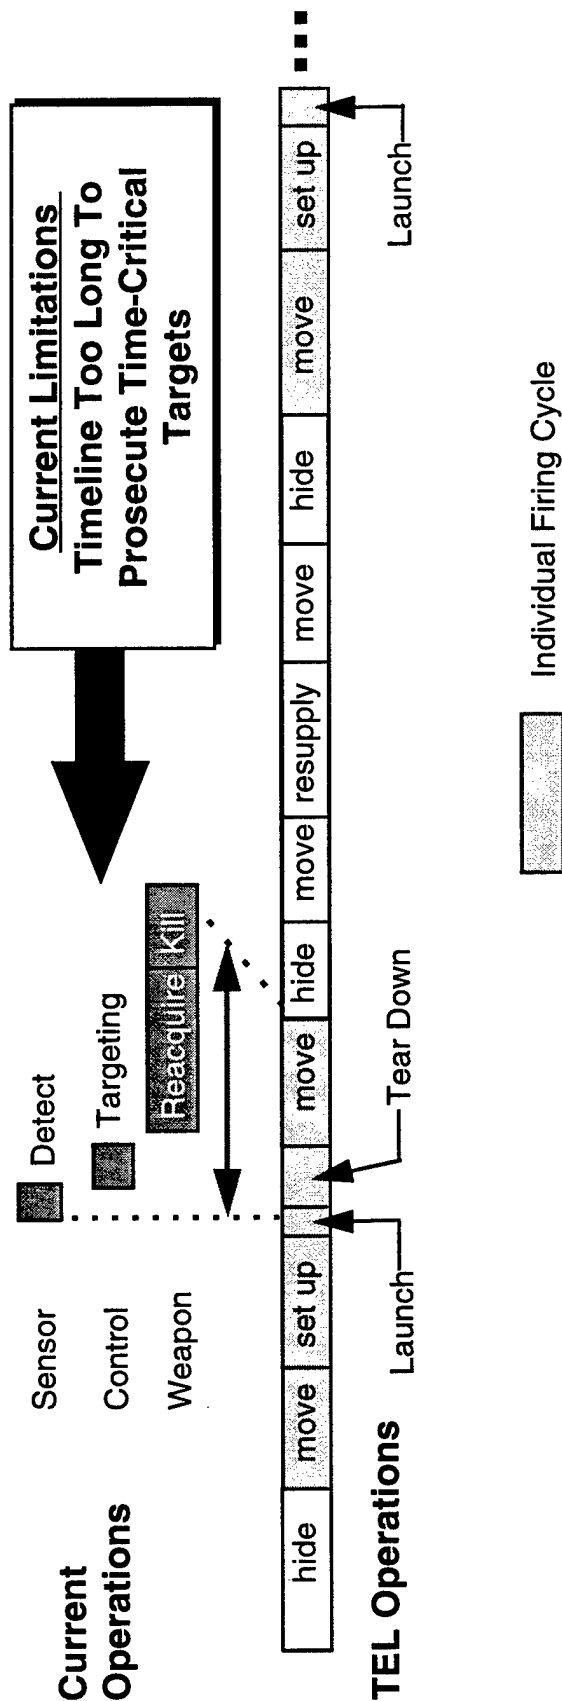 Current
Operations
Sensor
Detect
Control
Targeting
Weapon
Reacquire
Kill
Current Limitations
Timeline Too Long To
Prosecute Time-Critical
Targets
hide
move
set up
move
hide
move
resupply
move
hide
move
set up
TEL Operations
Launch
Tear Down
Launch
Individual Firing Cycle